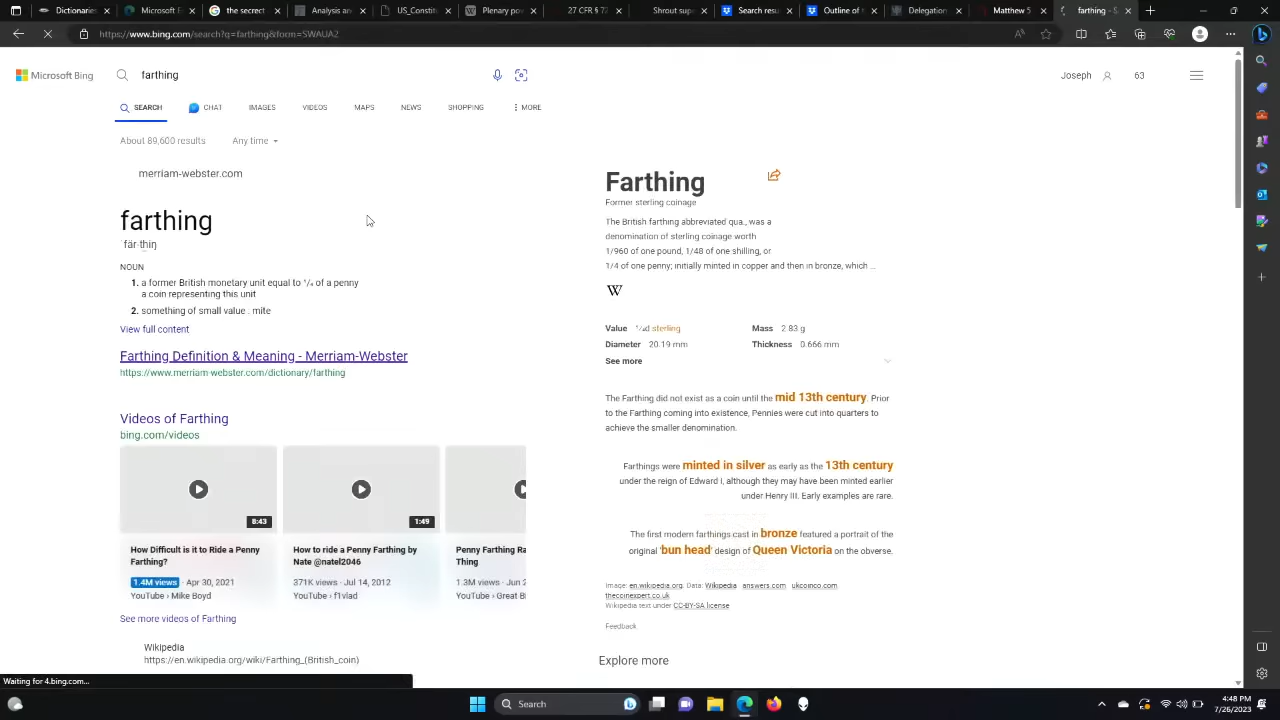 Periodic
Get the number of
Analysis
US_Constit
Plenary pow
27 CFR § 72
Shrout supp
Search resu
Outline of t
Delegation
Matthew 5
farthing - S
https://www.bing.com/search?q=farthing&form=SWAUA2
Microsoft Bing
farthing
Joseph
63
SEARCH
CHAT
IMAGES
VIDEOS
MAPS
NEWS
SHOPPING
MORE
About 89,600 results
Any time
merriam-webster.com
farthing
ˈfär-t͟hiŋ
NOUN
1. a former British monetary unit equal to ¹/₄ of a penny
a coin representing this unit
2. something of small value . mite
View full content
Farthing Definition & Meaning - Merriam-Webster
https://www.merriam-webster.com/dictionary/farthing
Videos of Farthing
bing.com/videos
8:43
1:49
How Difficult is it to Ride a Penny
Farthing?
1.4M views · Apr 30, 2021
YouTube › Mike Boyd
How to ride a Penny Farthing by
Nate @natel2046
371K views · Jul 14, 2012
YouTube › f1vlad
Penny Farthing Ra
Thing
1.3M views · Jun 2
YouTube › Great Bi
See more videos of Farthing
Wikipedia
https://en.wikipedia.org/wiki/Farthing_(British_coin)
Farthing
Former sterling coinage
The British farthing abbreviated qua., was a
denomination of sterling coinage worth
1/960 of one pound, 1/48 of one shilling, or
1/4 of one penny; initially minted in copper and then in bronze, which ...
Value ¹/₄d sterling
Mass 2.83 g
Diameter 20.19 mm
Thickness 0.666 mm
See more
The Farthing did not exist as a coin until the mid 13th century. Prior
to the Farthing coming into existence, Pennies were cut into quarters to
achieve the smaller denomination.
Farthings were minted in silver as early as the 13th century
under the reign of Edward I, although they may have been minted earlier
under Henry III. Early examples are rare.
The first modern farthings cast in bronze featured a portrait of the
original 'bun head' design of Queen Victoria on the obverse.
Image: en.wikipedia.org. Data: Wikipedia answers.com ukcoinco.com
thecoinexpert.co.uk
Wikipedia text under CC-BY-SA license
Feedback
Explore more
Waiting for 4.bing.com...
Search
4:48 PM
7/26/2023